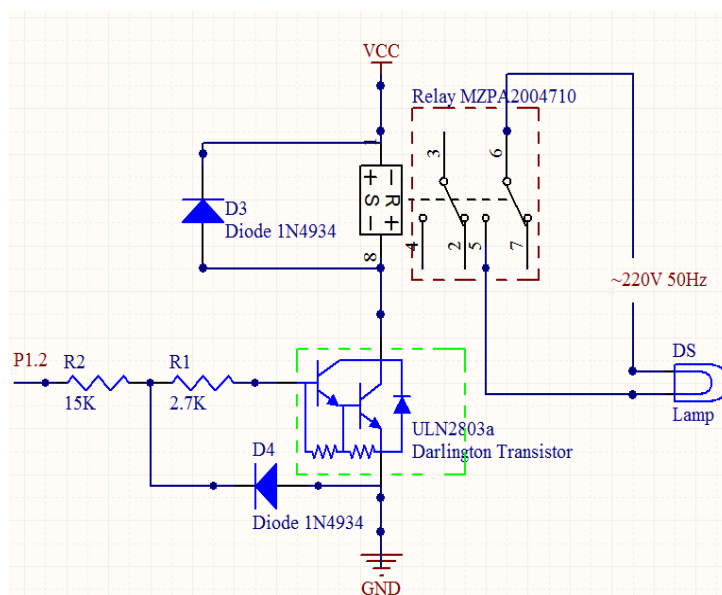 VCC
Relay MZPA2004710
1
3
6
D3
Diode 1N4934
+ S -
- R +
8
4
2
5
7
~220V 50Hz
P1.2
R2
R1
DS
15K
2.7K
Lamp
ULN2803a
Darlington Transistor
D4
Diode 1N4934
GND